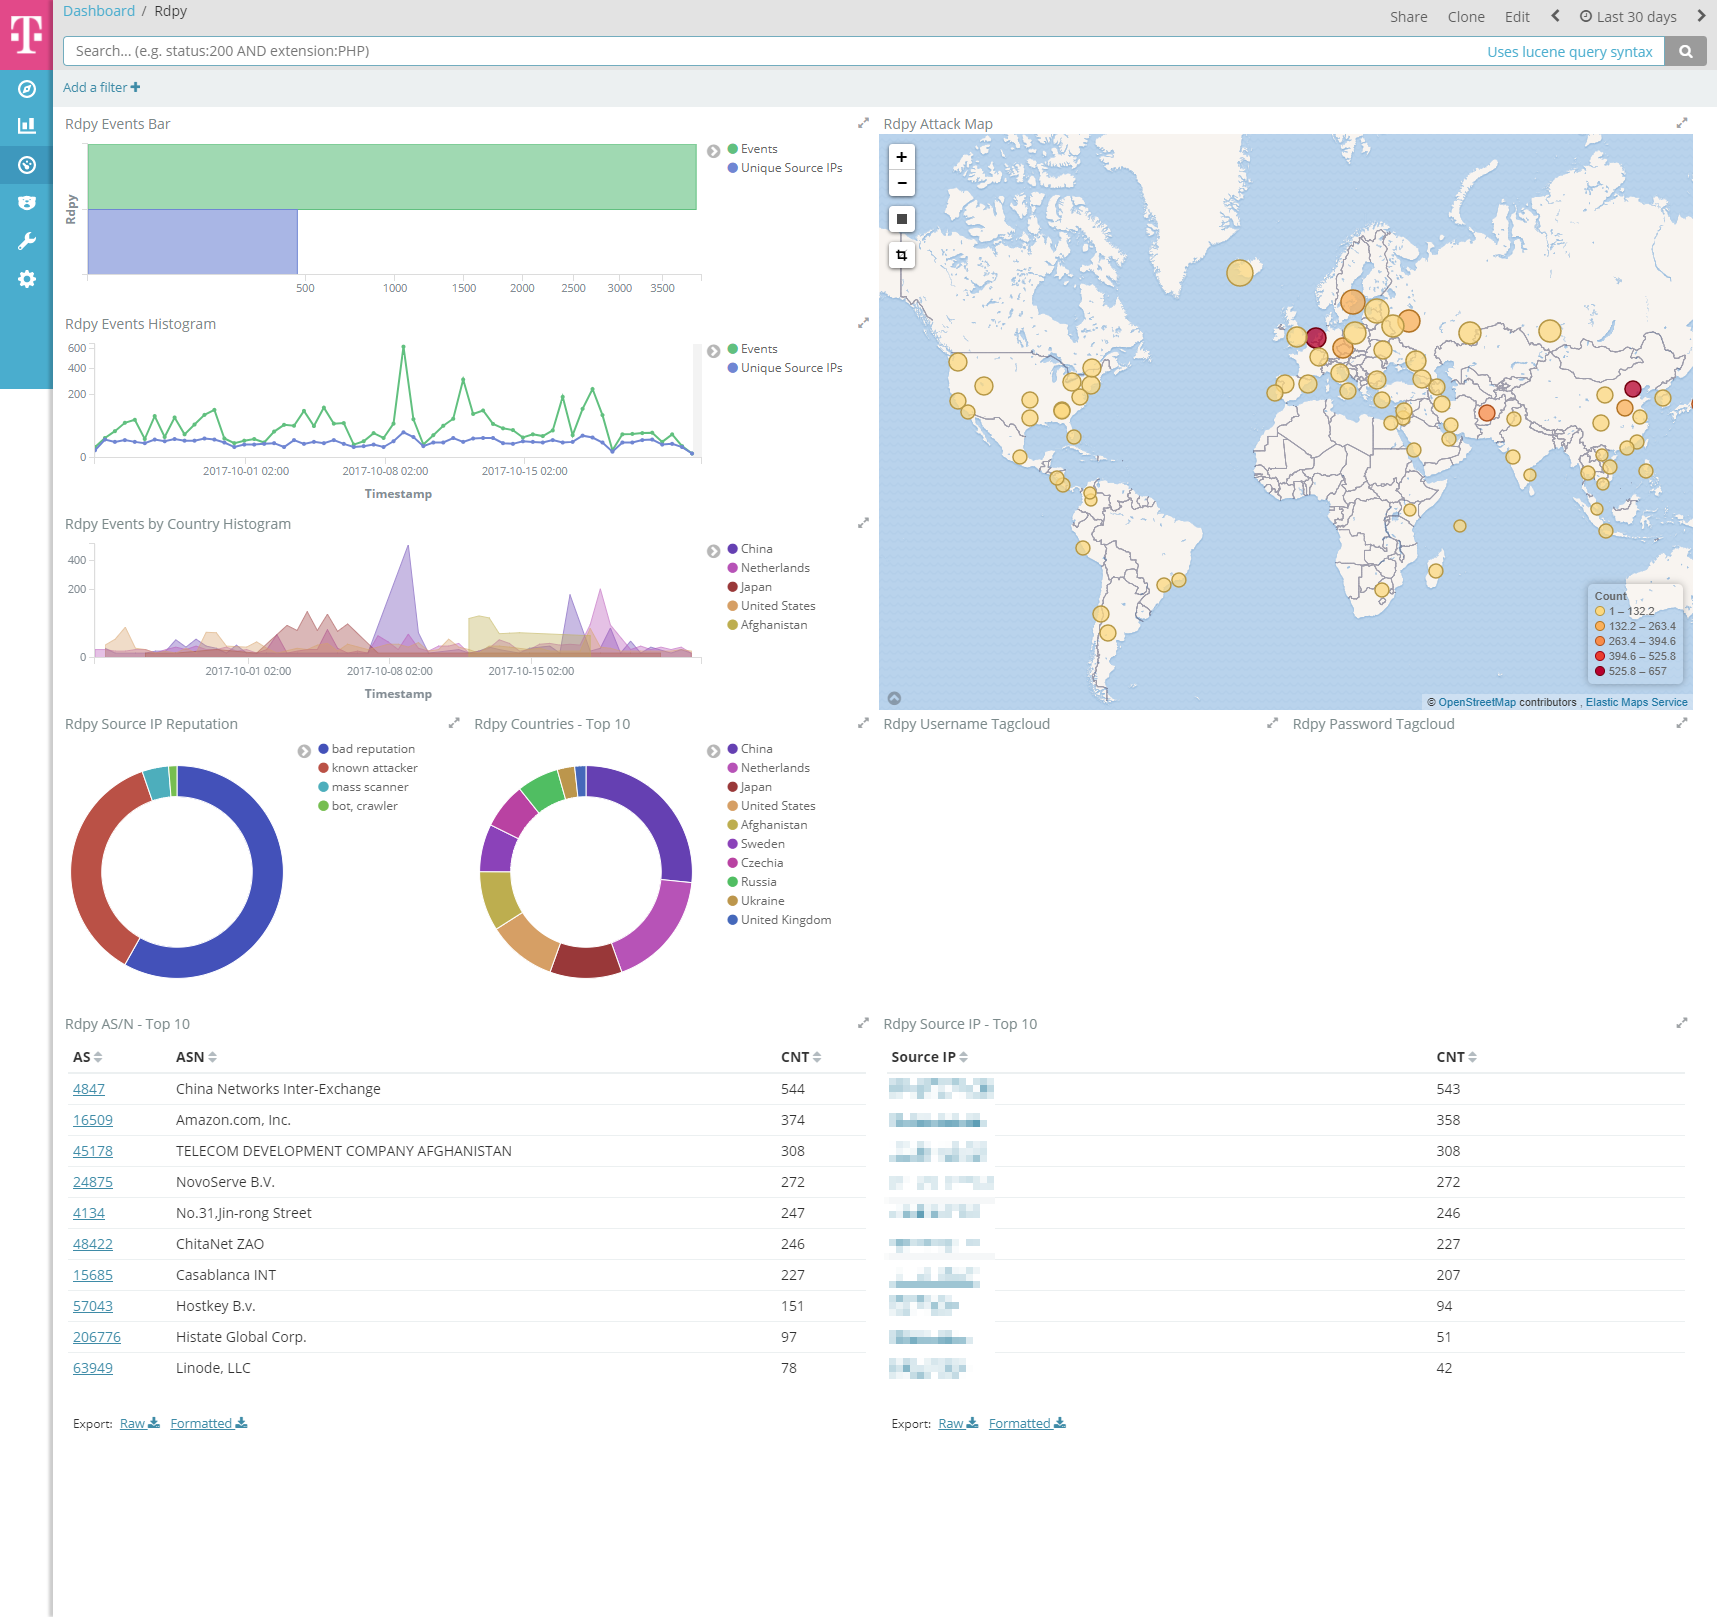 T
Dashboard / Rdpy
Share Clone Edit Last 30 days
Search... (e.g. status:200 AND extension:PHP) Uses lucene query syntax
Add a filter +
Rdpy Events Bar
Rdpy
500 1000 1500 2000 2500 3000 3500
Events
Unique Source IPs
Rdpy Events Histogram
600
400
200
0
2017-10-01 02:00 2017-10-08 02:00 2017-10-15 02:00
Timestamp
Events
Unique Source IPs
Rdpy Events by Country Histogram
400
200
0
2017-10-01 02:00 2017-10-08 02:00 2017-10-15 02:00
Timestamp
China
Netherlands
Japan
United States
Afghanistan
Rdpy Attack Map
+
−
Count
1 – 132.2
132.2 – 263.4
263.4 – 394.6
394.6 – 525.8
525.8 – 657
© OpenStreetMap contributors , Elastic Maps Service
Rdpy Source IP Reputation
bad reputation
known attacker
mass scanner
bot, crawler
Rdpy Countries - Top 10
China
Netherlands
Japan
United States
Afghanistan
Sweden
Czechia
Russia
Ukraine
United Kingdom
Rdpy Username Tagcloud
Rdpy Password Tagcloud
Rdpy AS/N - Top 10
AS ASN CNT
4847 China Networks Inter-Exchange 544
16509 Amazon.com, Inc. 374
45178 TELECOM DEVELOPMENT COMPANY AFGHANISTAN 308
24875 NovoServe B.V. 272
4134 No.31,Jin-rong Street 247
48422 ChitaNet ZAO 246
15685 Casablanca INT 227
57043 Hostkey B.v. 151
206776 Histate Global Corp. 97
63949 Linode, LLC 78
Export: Raw Formatted
Rdpy Source IP - Top 10
Source IP CNT
543
358
308
272
246
227
207
94
51
42
Export: Raw Formatted